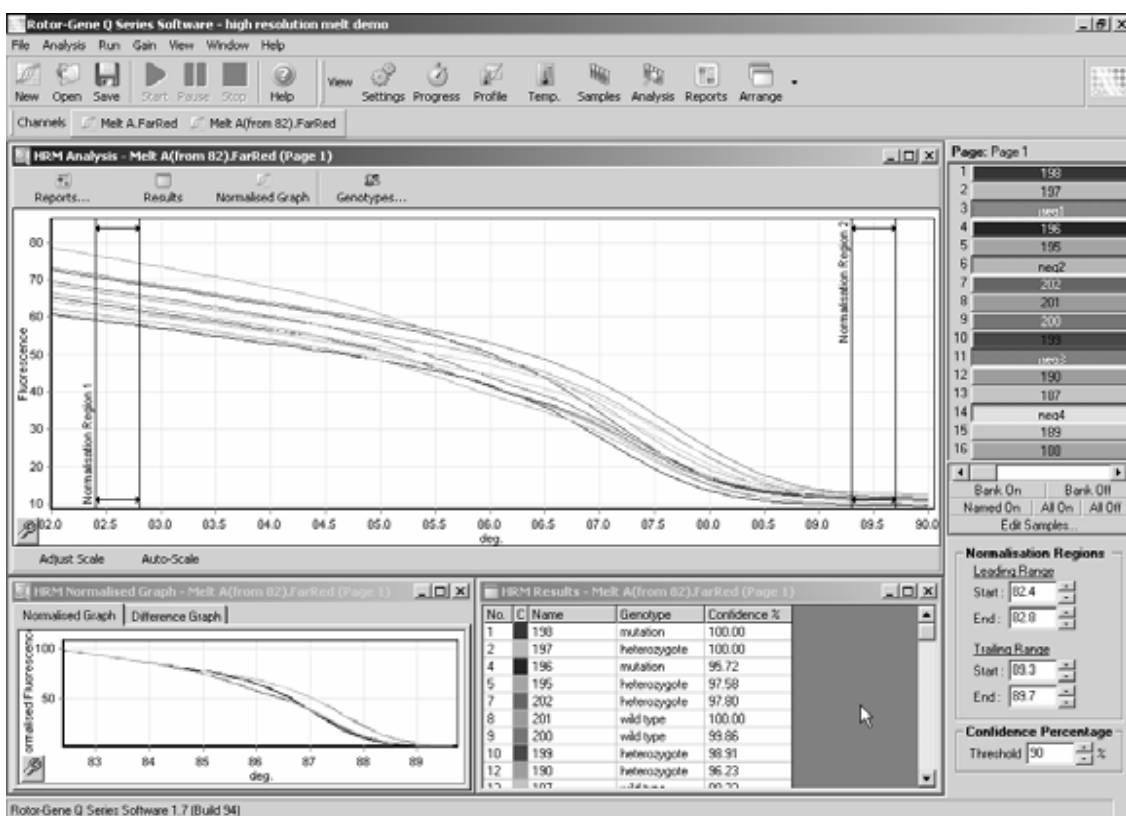 Rotor-Gene Q Series Software - high resolution melt demo
File Analysis Run Gain View Window Help
New Open Save Start Pause Stop Help View Settings Progress Profile Temp. Samples Analysis Reports Arrange
Channels Melt A.FarRed Melt A(from 82).FarRed
HRM Analysis - Melt A(from 82).FarRed (Page 1)
Reports... Results Normalised Graph Genotypes...
80
70
60
50
40
30
20
10
Fluorescence
Normalisation Region 1
Normalisation Region 2
82.0 82.5 83.0 83.5 84.0 84.5 85.0 85.5 86.0 86.5 87.0 87.5 88.0 88.5 89.0 89.5 90.0
deg.
Adjust Scale Auto-Scale
Page: Page 1
1 198
2 197
3 neg1
4 196
5 195
6 neg2
7 202
8 201
9 200
10 199
11 neg3
12 190
13 187
14 neg4
15 189
16 188
Bank On Bank Off
Named On All On All Off
Edit Samples...
Normalisation Regions
Leading Range
Start : 82.4
End : 82.8
Trailing Range
Start : 89.3
End : 89.7
Confidence Percentage
Threshold 90 %
HRM Normalised Graph - Melt A(from 82).FarRed (Page 1)
Normalised Graph Difference Graph
100
50
ormalised Fluorescence
83 84 85 86 87 88 89
deg.
HRM Results - Melt A(from 82).FarRed (Page 1)
No. C Name Genotype Confidence %
1 198 mutation 100.00
2 197 heterozygote 100.00
4 196 mutation 95.72
5 195 heterozygote 97.58
7 202 heterozygote 97.80
8 201 wild type 100.00
9 200 wild type 99.86
10 199 heterozygote 98.91
12 190 heterozygote 96.23
Rotor-Gene Q Series Software 1.7 (Build 94)